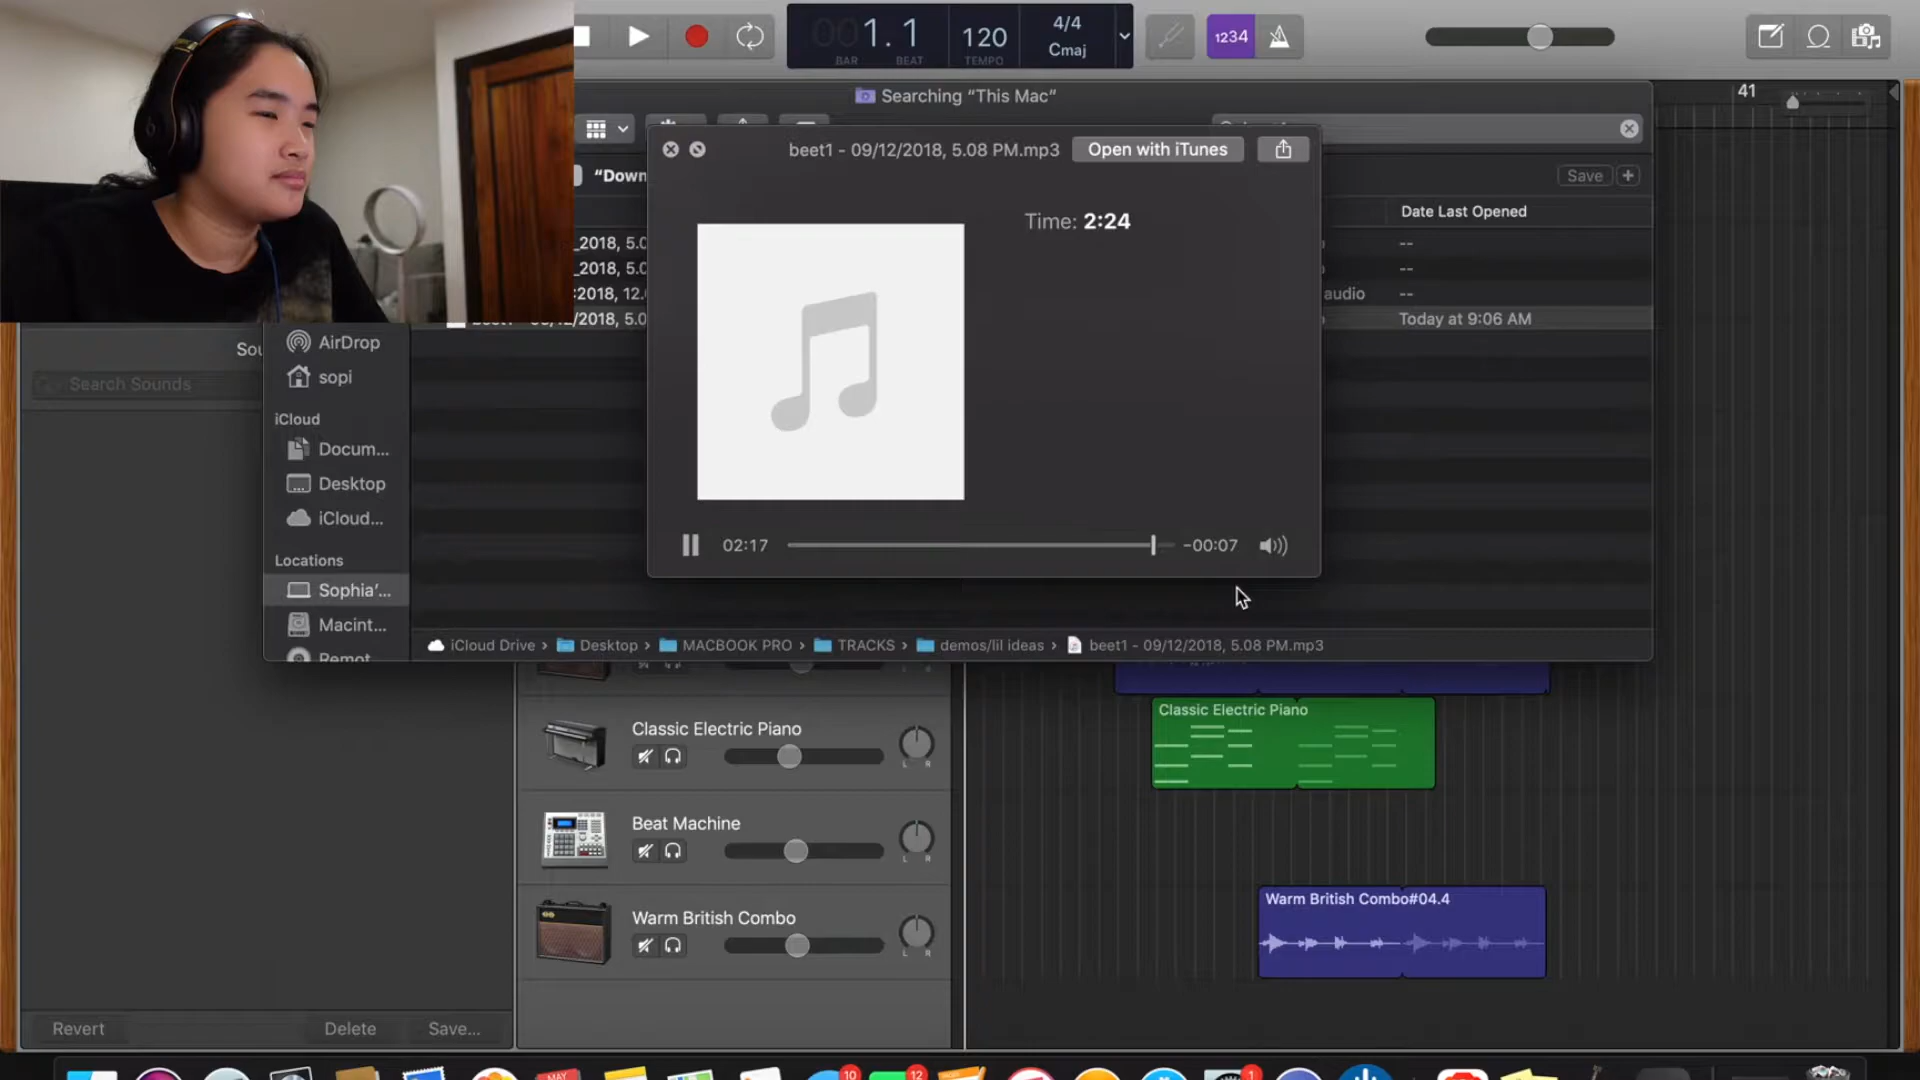 1.1
BAR BEAT
120
TEMPO
4/4
Cmaj
1234
Searching “This Mac”
41
beet1 - 09/12/2018, 5.08 PM.mp3
Open with iTunes
“Down
Save
Time: 2:24
Date Last Opened
_2018, 5.0
--
_2018, 5.0
--
2018, 12.
audio
--
/2018, 5.0
Today at 9:06 AM
Sou
AirDrop
Search Sounds
sopi
iCloud
Docum...
Desktop
iCloud...
02:17
-00:07
Locations
Sophia’...
Macint...
Remot
iCloud Drive
Desktop
MACBOOK PRO
TRACKS
demos/lil ideas
beet1 - 09/12/2018, 5.08 PM.mp3
Classic Electric Piano
L R
Classic Electric Piano
Beat Machine
L R
Warm British Combo
L R
Warm British Combo#04.4
Revert
Delete
Save...
MAY
10
12
1